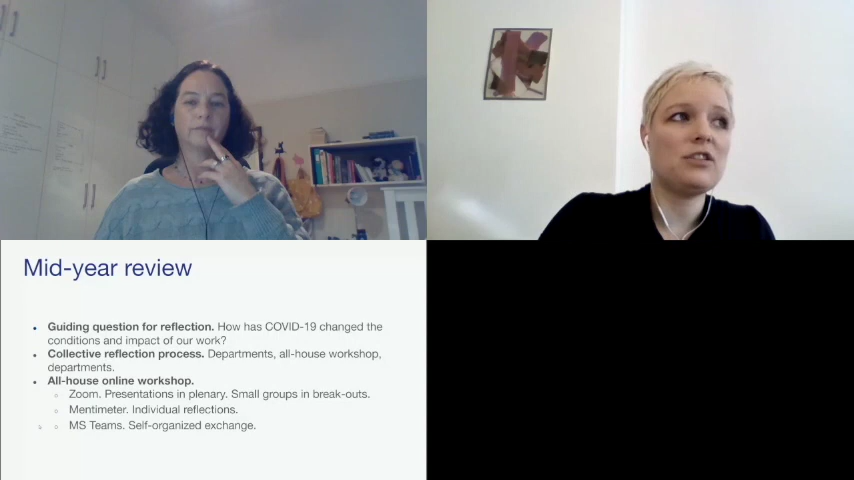 Mid-year review
Guiding question for reflection. How has COVID-19 changed the
conditions and impact of our work?
Collective reflection process. Departments, all-house workshop,
departments.
All-house online workshop.
Zoom. Presentations in plenary. Small groups in break-outs.
Mentimeter. Individual reflections.
MS Teams. Self-organized exchange.